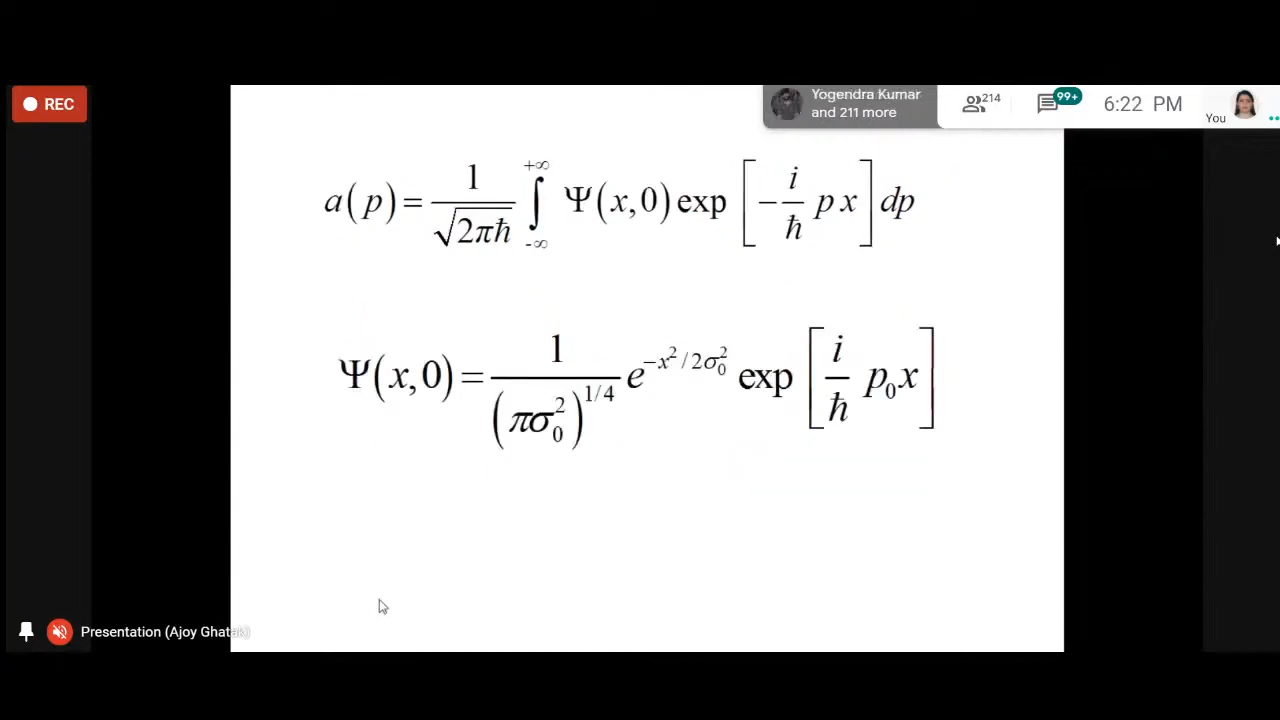 REC
Yogendra Kumar
and 211 more
214
99+
6:22 PM
You
a(p) = 1/√2πħ ∫_{-∞}^{+∞} Ψ(x,0) exp[−(i/ħ) p x] dp
Ψ(x,0) = 1/(πσ₀²)^{1/4} e^{−x²/2σ₀²} exp[(i/ħ) p₀x]
Presentation (Ajoy Ghatak)